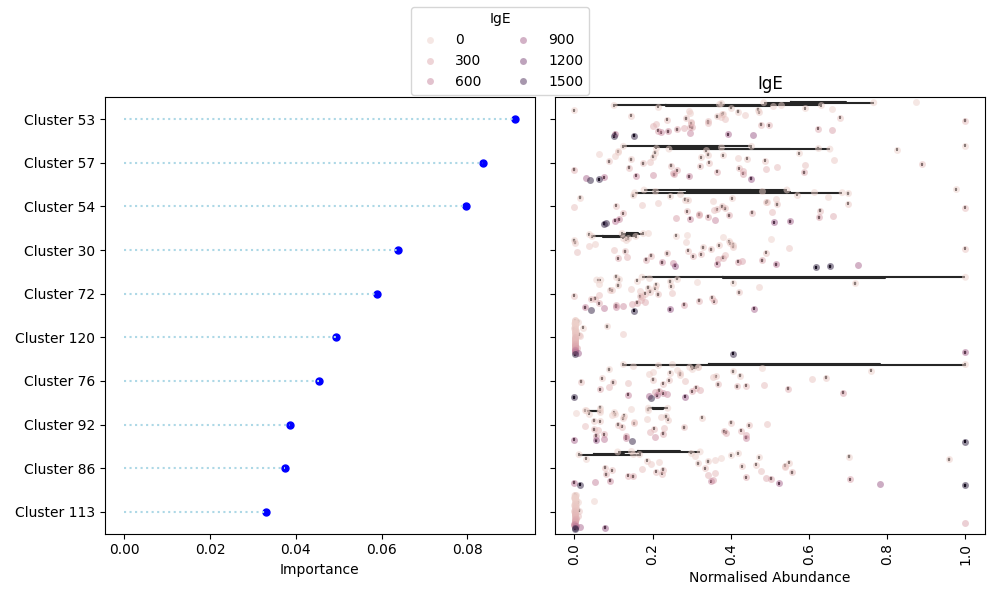 IgE
0 900
300 1200
600 1500
IgE
Cluster 53
Cluster 57
Cluster 54
Cluster 30
Cluster 72
Cluster 120
Cluster 76
Cluster 92
Cluster 86
Cluster 113
0.00 0.02 0.04 0.06 0.08
Importance
0.0 0.2 0.4 0.6 0.8 1.0
Normalised Abundance